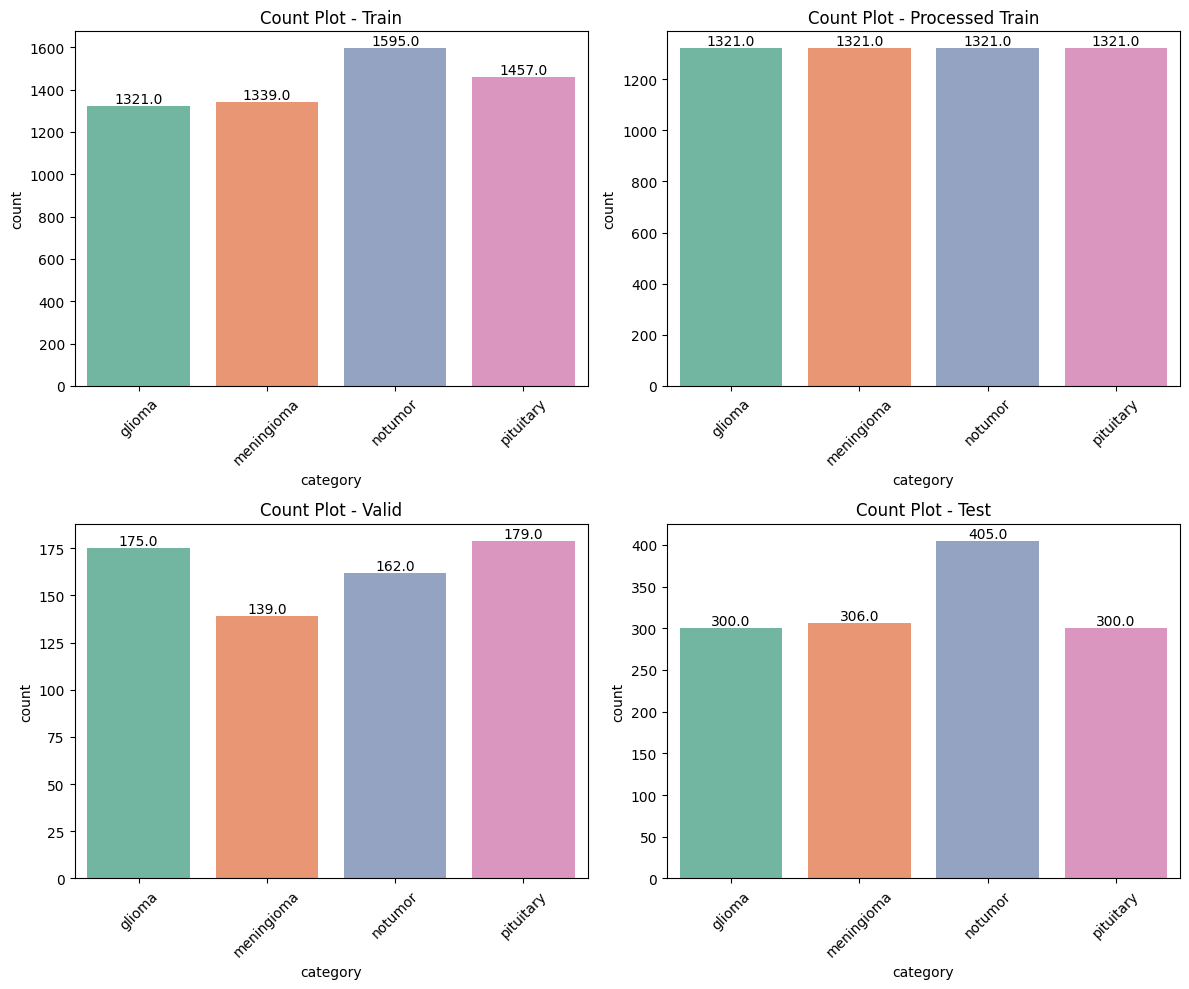 Count Plot - Train
1600
1400
1200
1000
800
600
400
200
0
count
1321.0
1339.0
1595.0
1457.0
glioma
meningioma
notumor
pituitary
category
Count Plot - Processed Train
1200
1000
800
600
400
200
0
count
1321.0
1321.0
1321.0
1321.0
glioma
meningioma
notumor
pituitary
category
Count Plot - Valid
175
150
125
100
75
50
25
0
count
175.0
139.0
162.0
179.0
glioma
meningioma
notumor
pituitary
category
Count Plot - Test
400
350
300
250
200
150
100
50
0
count
300.0
306.0
405.0
300.0
glioma
meningioma
notumor
pituitary
category